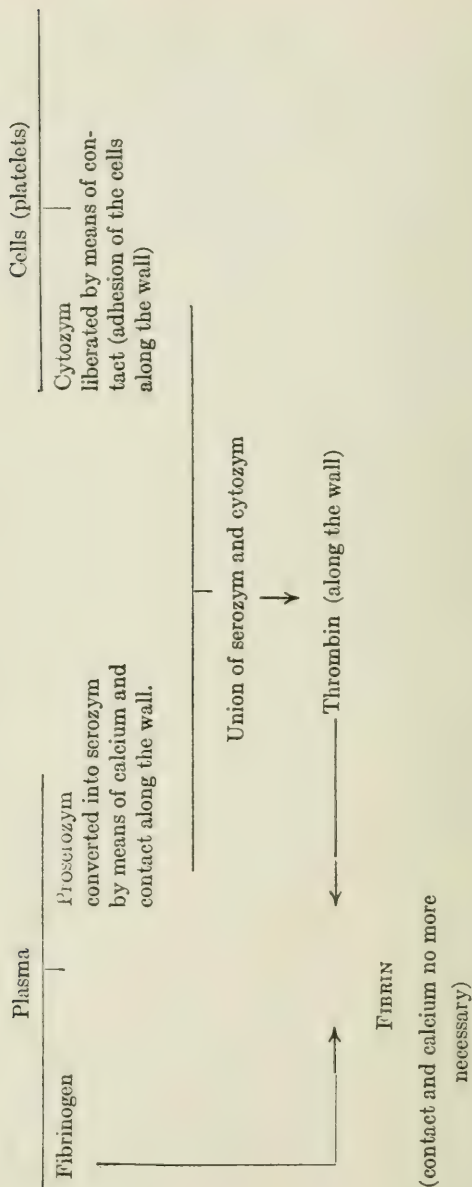 Plasma
Cells (platelets)
Fibrinogen
Proserozym
converted into serozym
by means of calcium and
contact along the wall.
Cytozym
liberated by means of con-
tact (adhesion of the cells
along the wall)
Union of serozym and cytozym
Thrombin (along the wall)
FIBRIN
(contact and calcium no more
necessary)